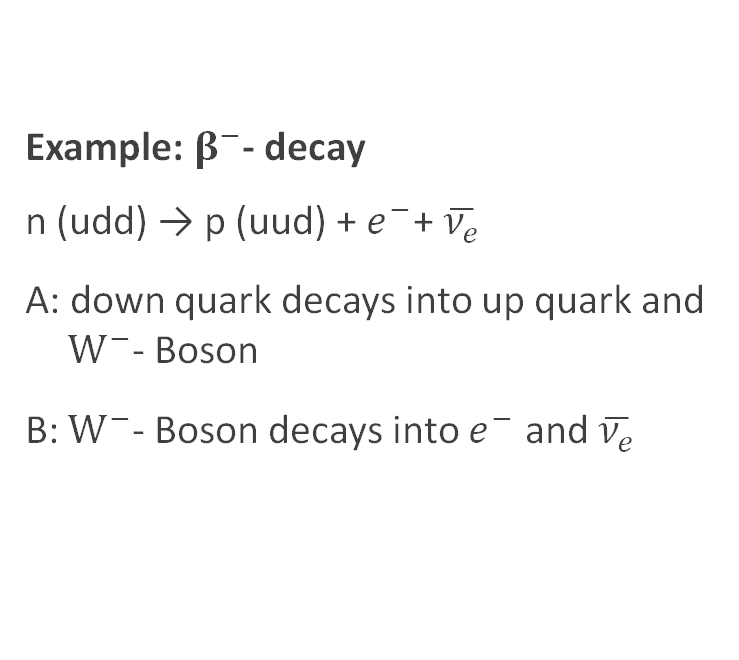 Example: β⁻- decay
n (udd) → p (uud) + e⁻ + ν̅ₑ
A: down quark decays into up quark and
W⁻- Boson
B: W⁻- Boson decays into e⁻ and ν̅ₑ